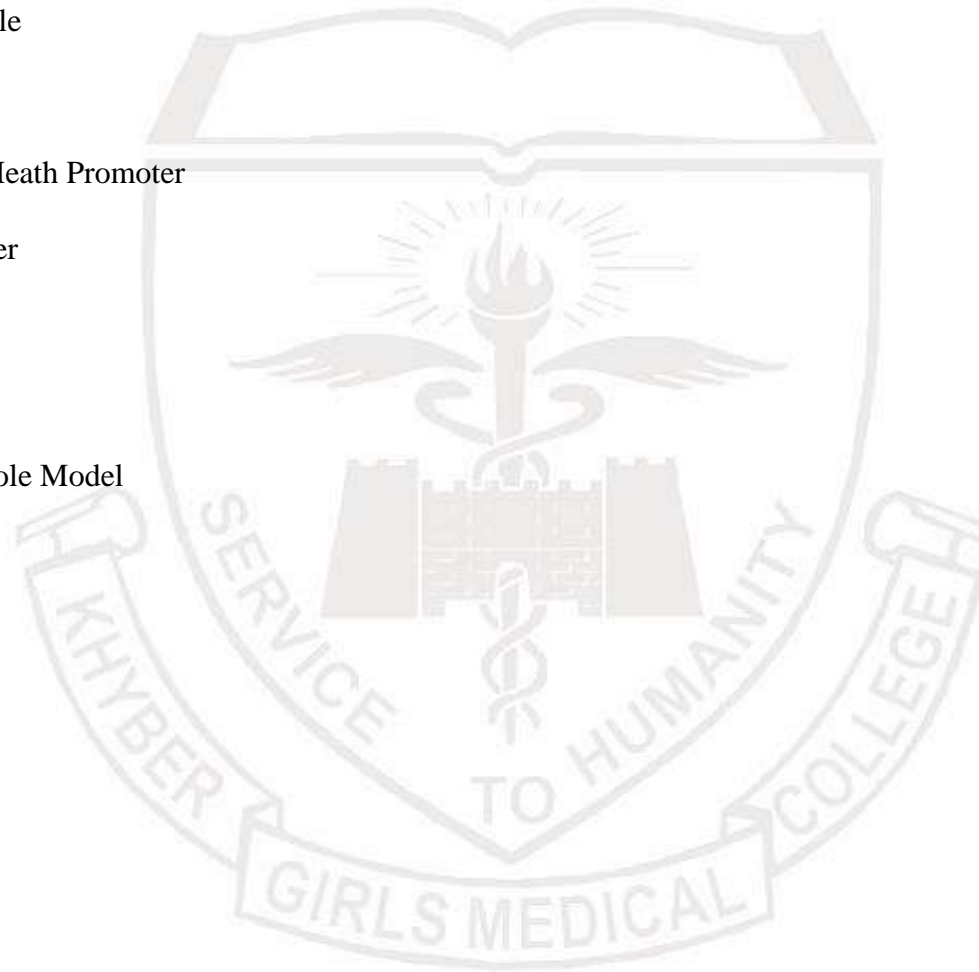 le
Heath Promoter
er
ole Model
SERVICE TO HUMANITY
KHYBER GIRLS MEDICAL COLLEGE